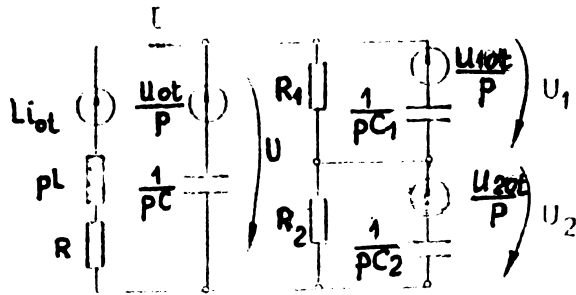 Li₀t
pL
R
u₀t/p
1/pC
U
R₁
R₂
1/pC₁
1/pC₂
u₁₀t/p
U₁
u₂₀t/p
U₂